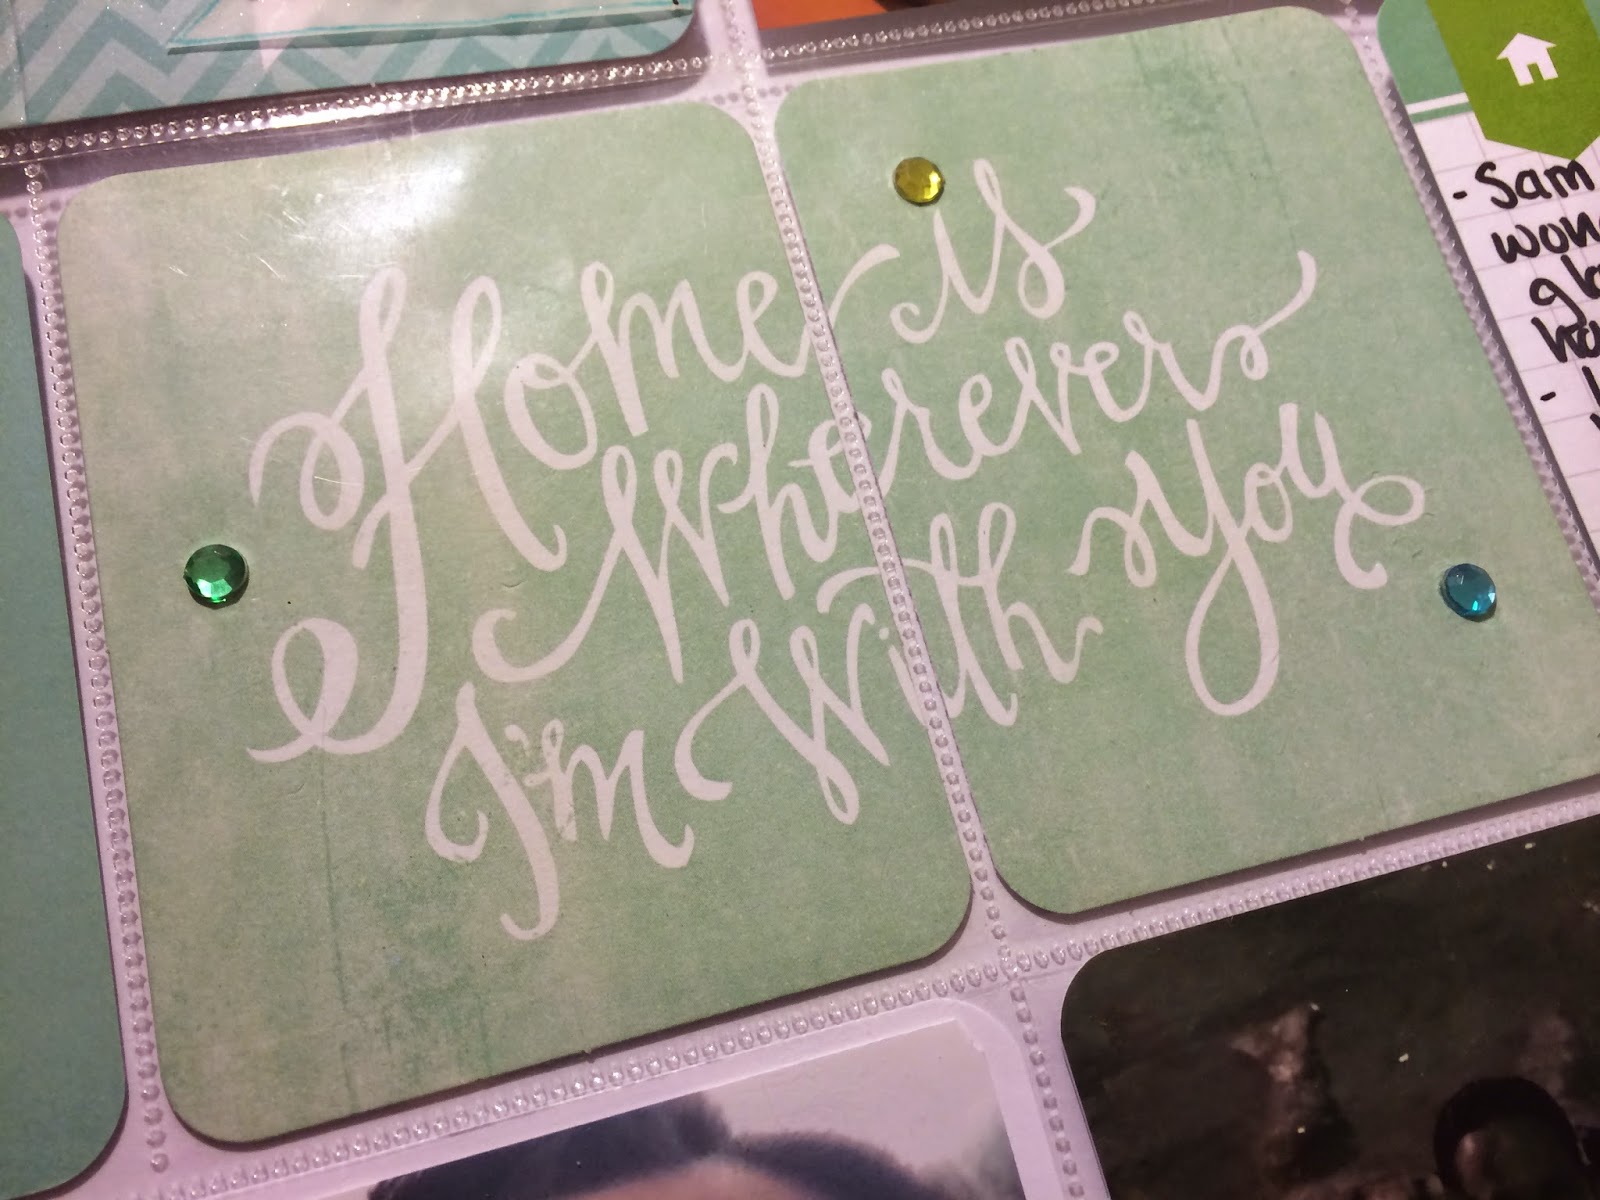 Home is
Wherever
I'm With You
- Sam